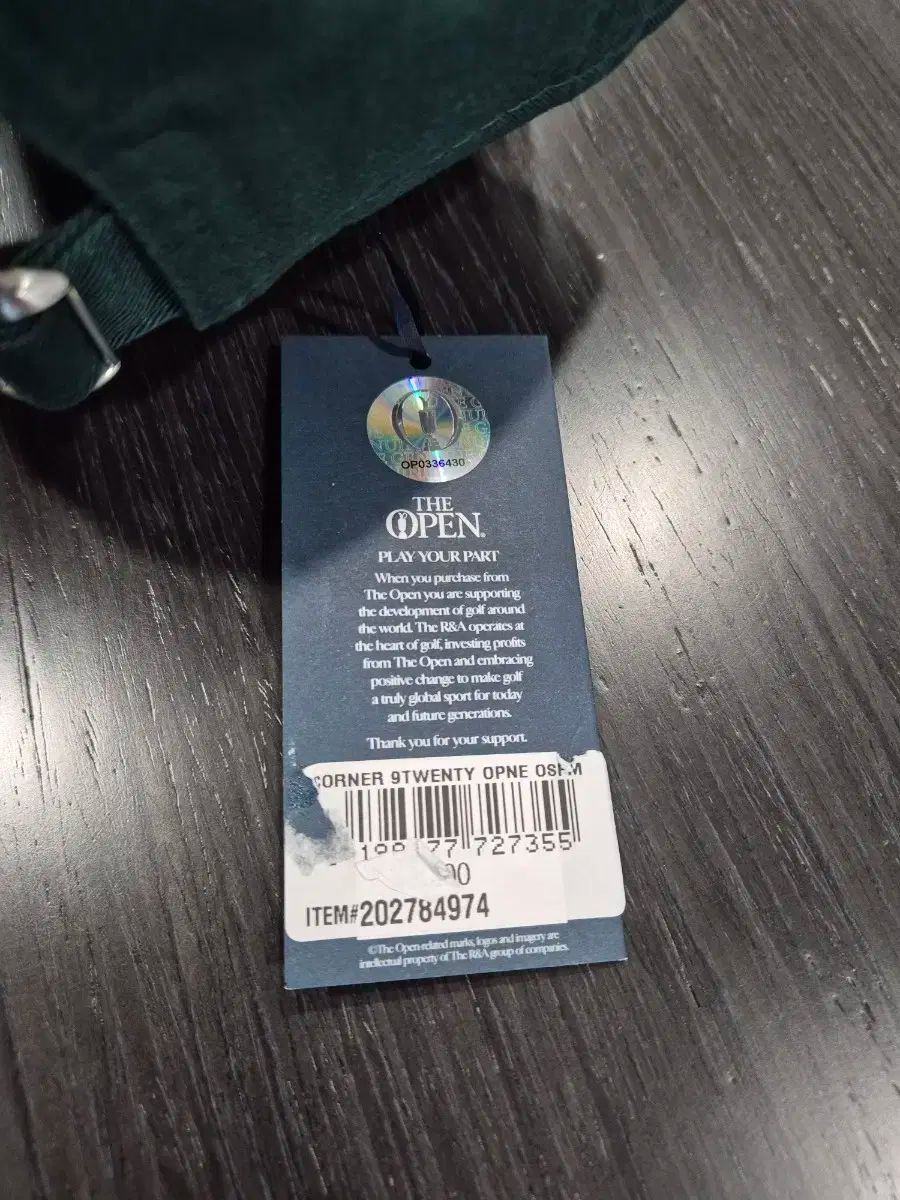 OP0336430
THE
OPEN
PLAY YOUR PART
When you purchase from
The Open you are supporting
the development of golf around
the world. The R&A operates at
the heart of golf, investing profits
from The Open and embracing
positive change to make golf
a truly global sport for today
and future generations.
Thank you for your support.
CORNER 9TWENTY OPNE OSFM
77 727355
00
ITEM#202784974
©The Open related marks, logos and imagery are
intellectual property of The R&A group of companies.